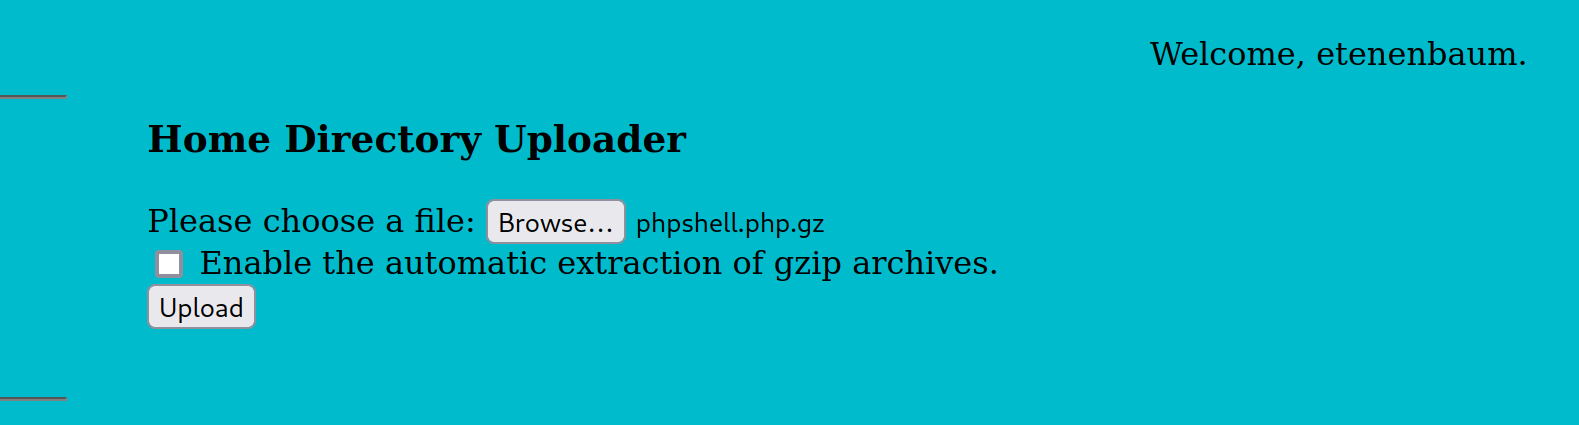 Welcome, etenenbaum.
Home Directory Uploader
Please choose a file: Browse... phpshell.php.gz
Enable the automatic extraction of gzip archives.
Upload